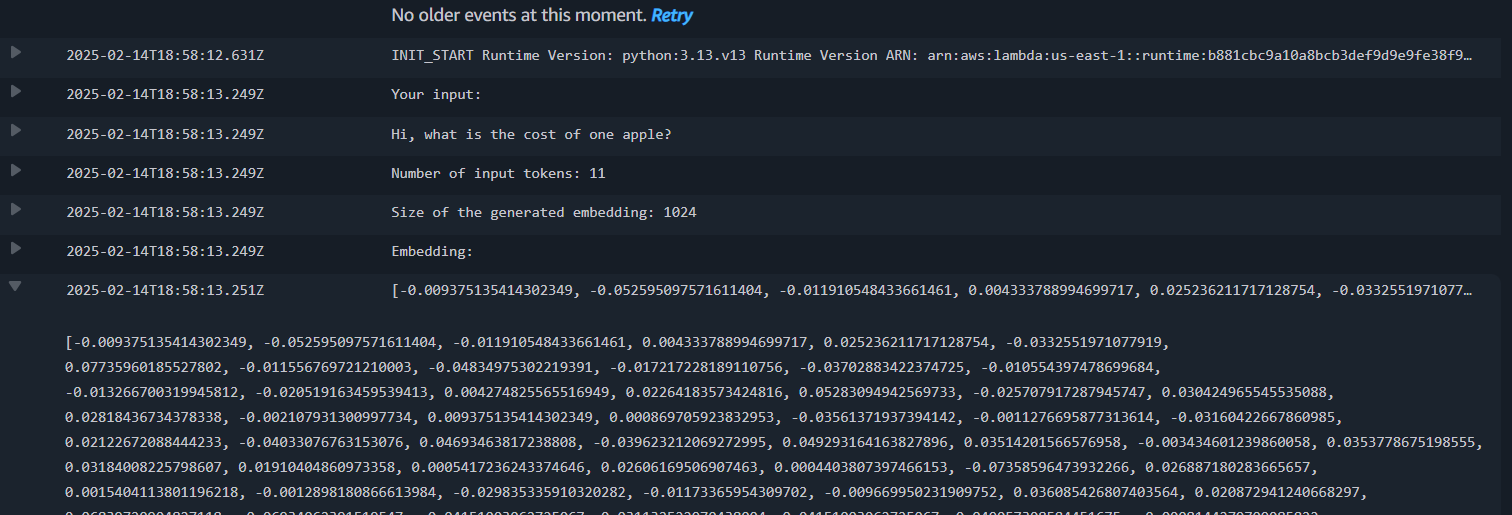 No older events at this moment. Retry
2025-02-14T18:58:12.631Z INIT_START Runtime Version: python:3.13.v13 Runtime Version ARN: arn:aws:lambda:us-east-1::runtime:b881cbc9a10a8bcb3def9d9e9fe38f9…
2025-02-14T18:58:13.249Z Your input:
2025-02-14T18:58:13.249Z Hi, what is the cost of one apple?
2025-02-14T18:58:13.249Z Number of input tokens: 11
2025-02-14T18:58:13.249Z Size of the generated embedding: 1024
2025-02-14T18:58:13.249Z Embedding:
2025-02-14T18:58:13.251Z [-0.009375135414302349, -0.052595097571611404, -0.011910548433661461, 0.004333788994699717, 0.025236211717128754, -0.0332551971077…
[-0.009375135414302349, -0.052595097571611404, -0.011910548433661461, 0.004333788994699717, 0.025236211717128754, -0.0332551971077919,
0.07735960185527802, -0.011556769721210003, -0.04834975302219391, -0.017217228189110756, -0.03702883422374725, -0.010554397478699684,
-0.013266700319945812, -0.020519163459539413, 0.004274825565516949, 0.02264183573424816, 0.05283094942569733, -0.025707917287945747, 0.030424965545535088,
0.02818436734378338, -0.002107931300997734, 0.009375135414302349, 0.000869705923832953, -0.03561371937394142, -0.0011276695877313614, -0.03160422667860985,
0.02122672088444233, -0.04033076763153076, 0.04693463817238808, -0.039623212069272995, 0.049293164163827896, 0.03514201566576958, -0.003434601239860058, 0.0353778675198555,
0.03184008225798607, 0.01910404860973358, 0.0005417236243374646, 0.02606169506907463, 0.0004403807397466153, -0.07358596473932266, 0.026887180283665657,
0.0015404113801196218, -0.0012898180866613984, -0.029835335910320282, -0.01173365954309702, -0.009669950231909752, 0.036085426807403564, 0.020872941240668297,